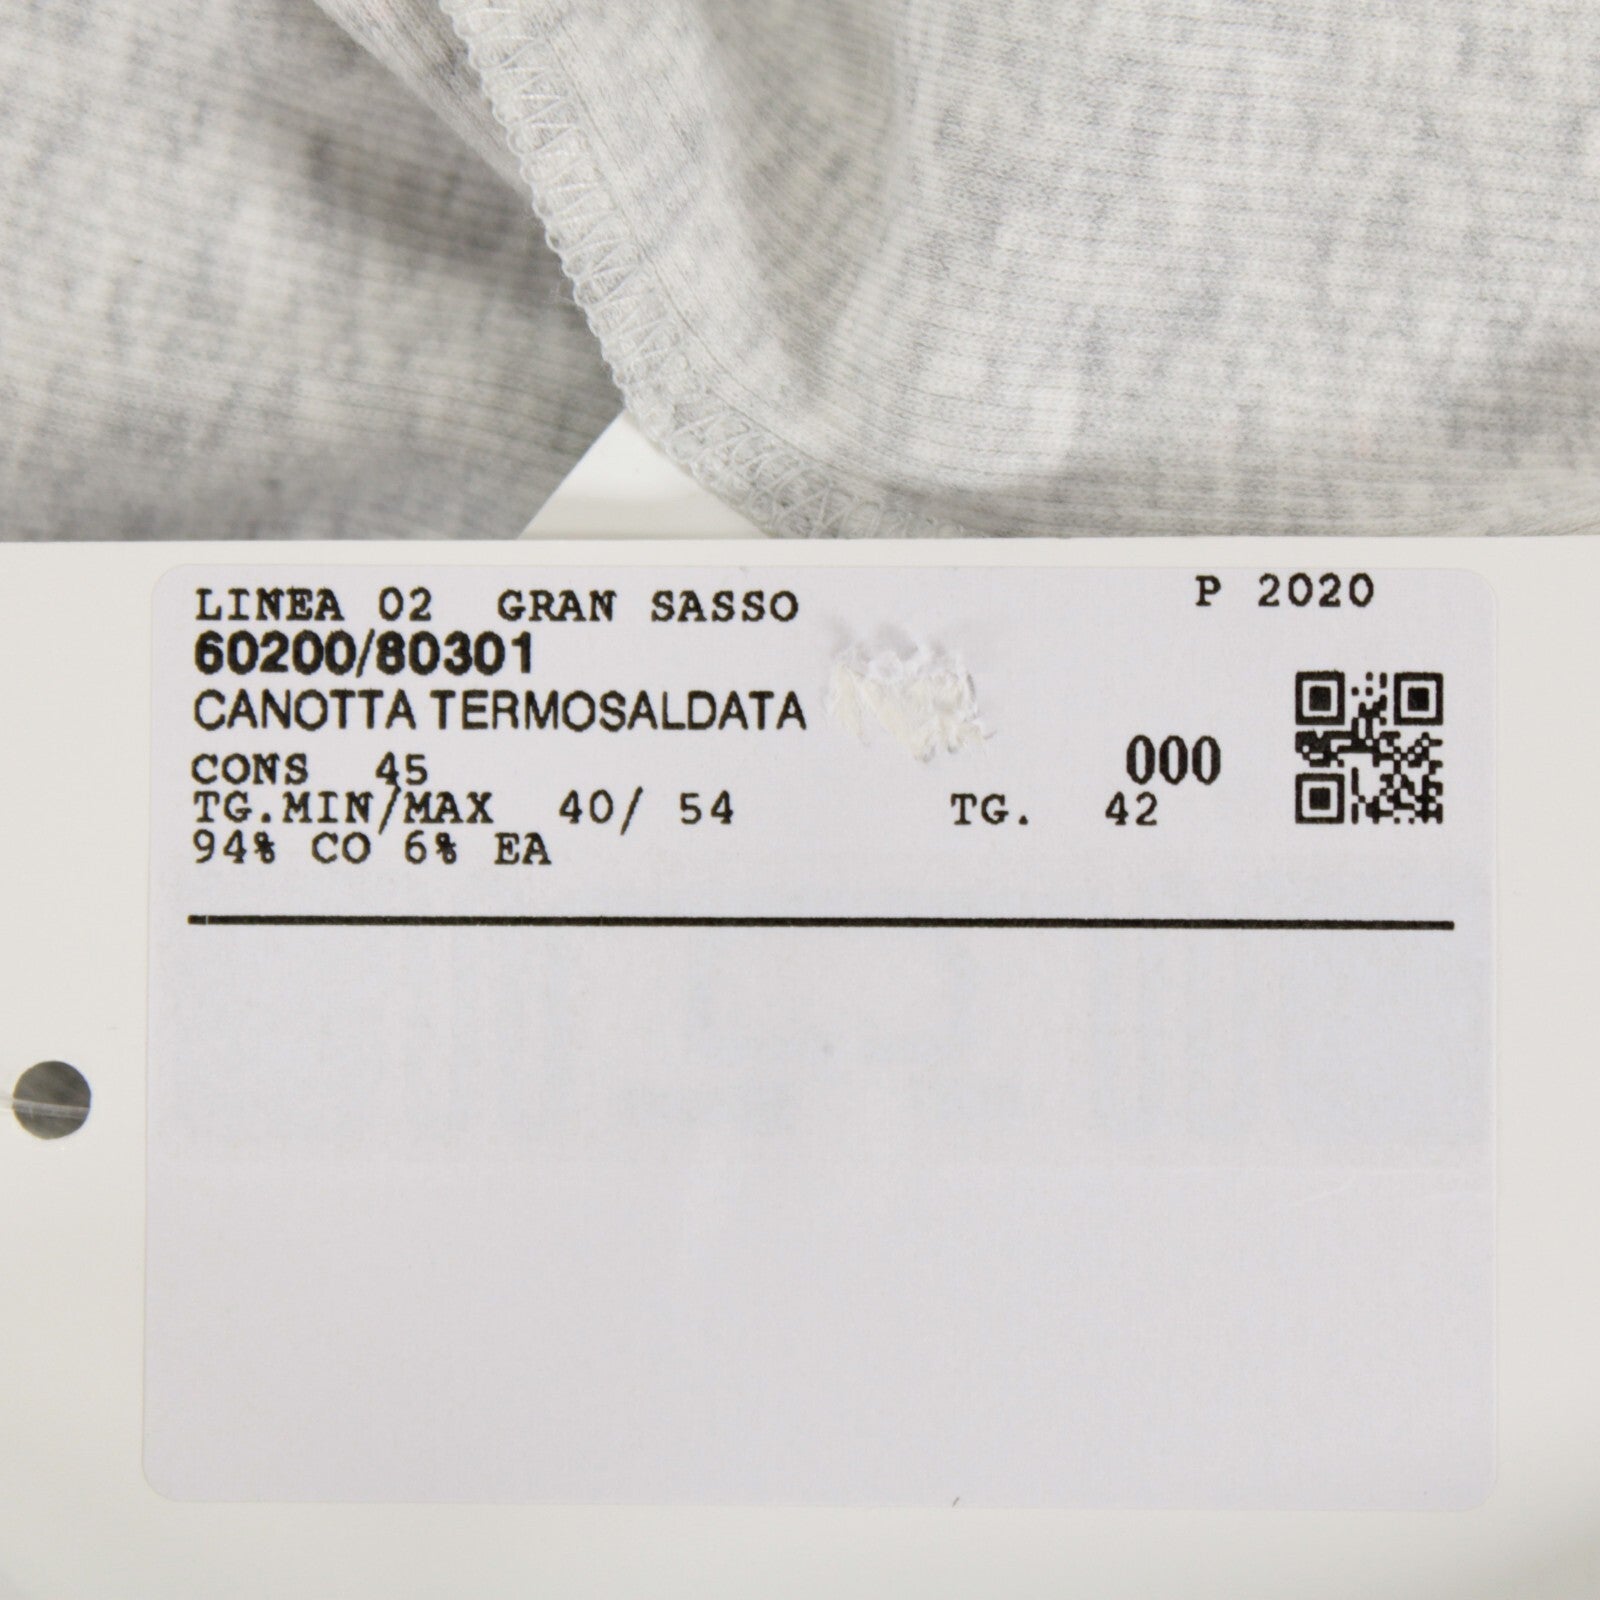 LINEA 02 GRAN SASSO
P 2020
60200/80301
CANOTTA TERMOSALDATA
000
CONS 45
TG.MIN/MAX 40/ 54
TG. 42
94% CO 6% EA